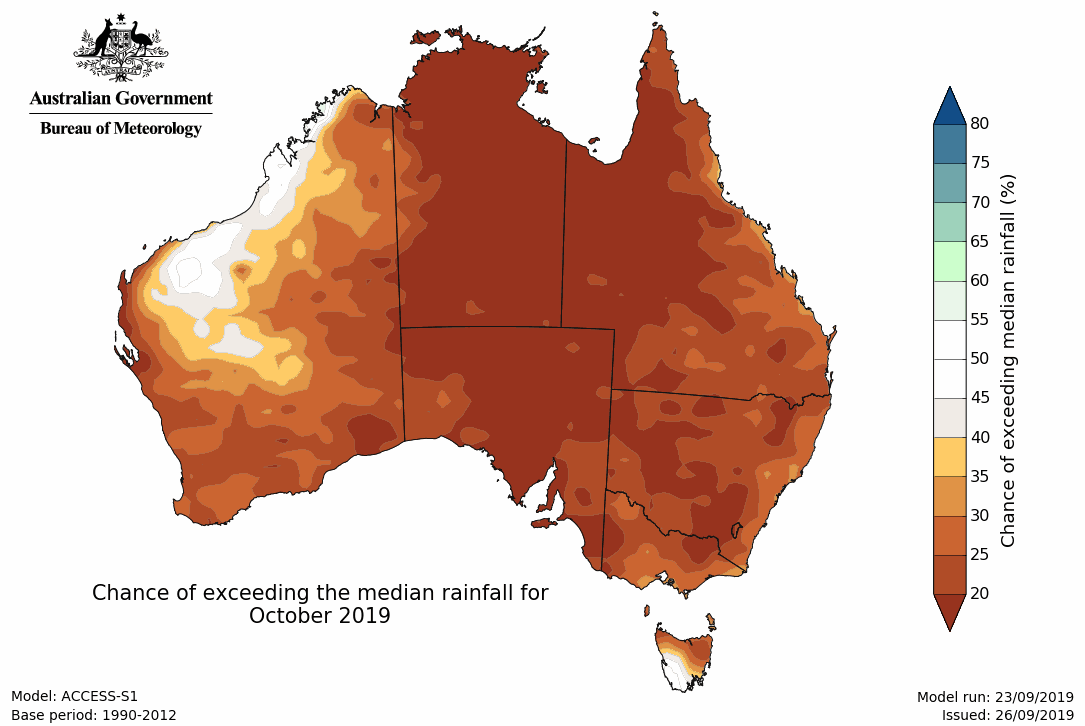 AUSTRALIA
Australian Government
Bureau of Meteorology
80
75
70
65
60
55
50
45
40
35
30
25
20
Chance of exceeding median rainfall (%)
Chance of exceeding the median rainfall for
October 2019
Model: ACCESS-S1
Base period: 1990-2012
Model run: 23/09/2019
Issued: 26/09/2019